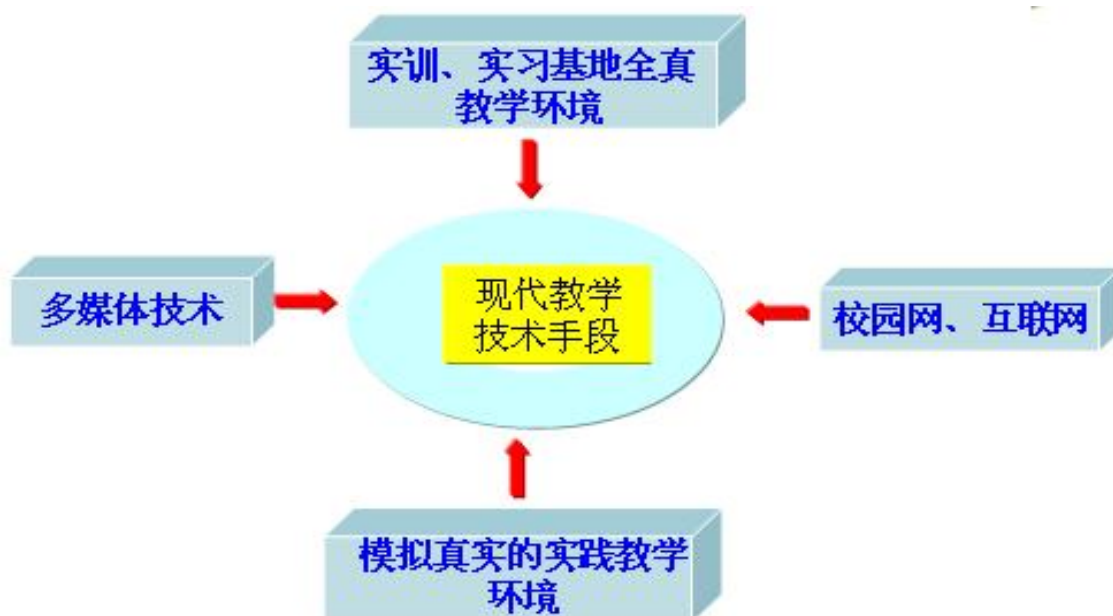 实训、实习基地全真
教学环境
多媒体技术
现代教学
技术手段
校园网、互联网
模拟真实的实践教学
环境